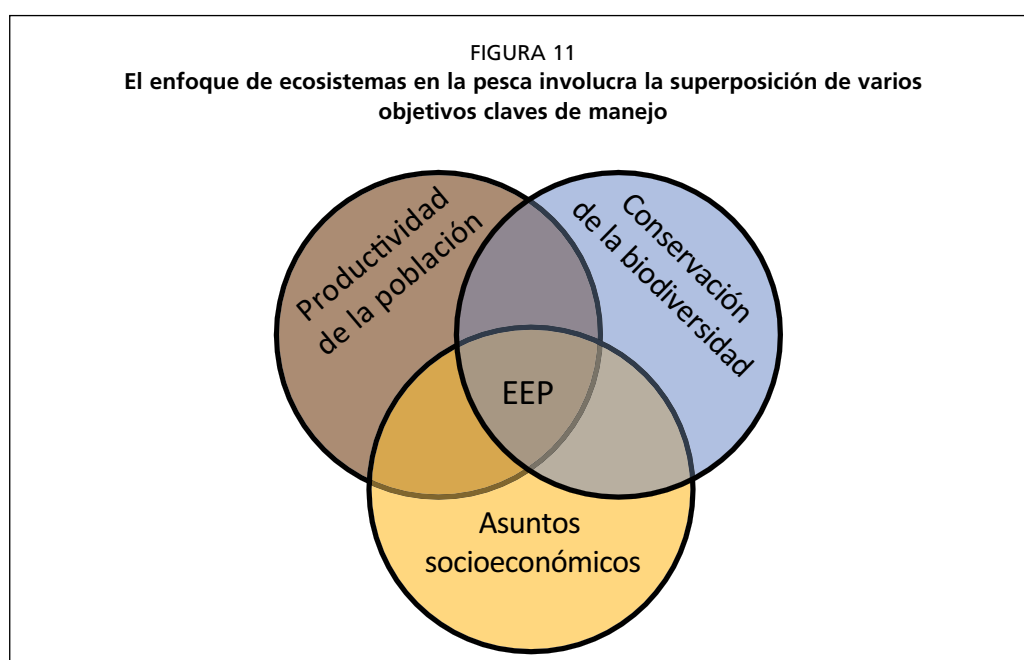 FIGURA 11
El enfoque de ecosistemas en la pesca involucra la superposición de varios
objetivos claves de manejo
Productividad
de la población
Conservación
de la biodiversidad
EEP
Asuntos
socioeconómicos